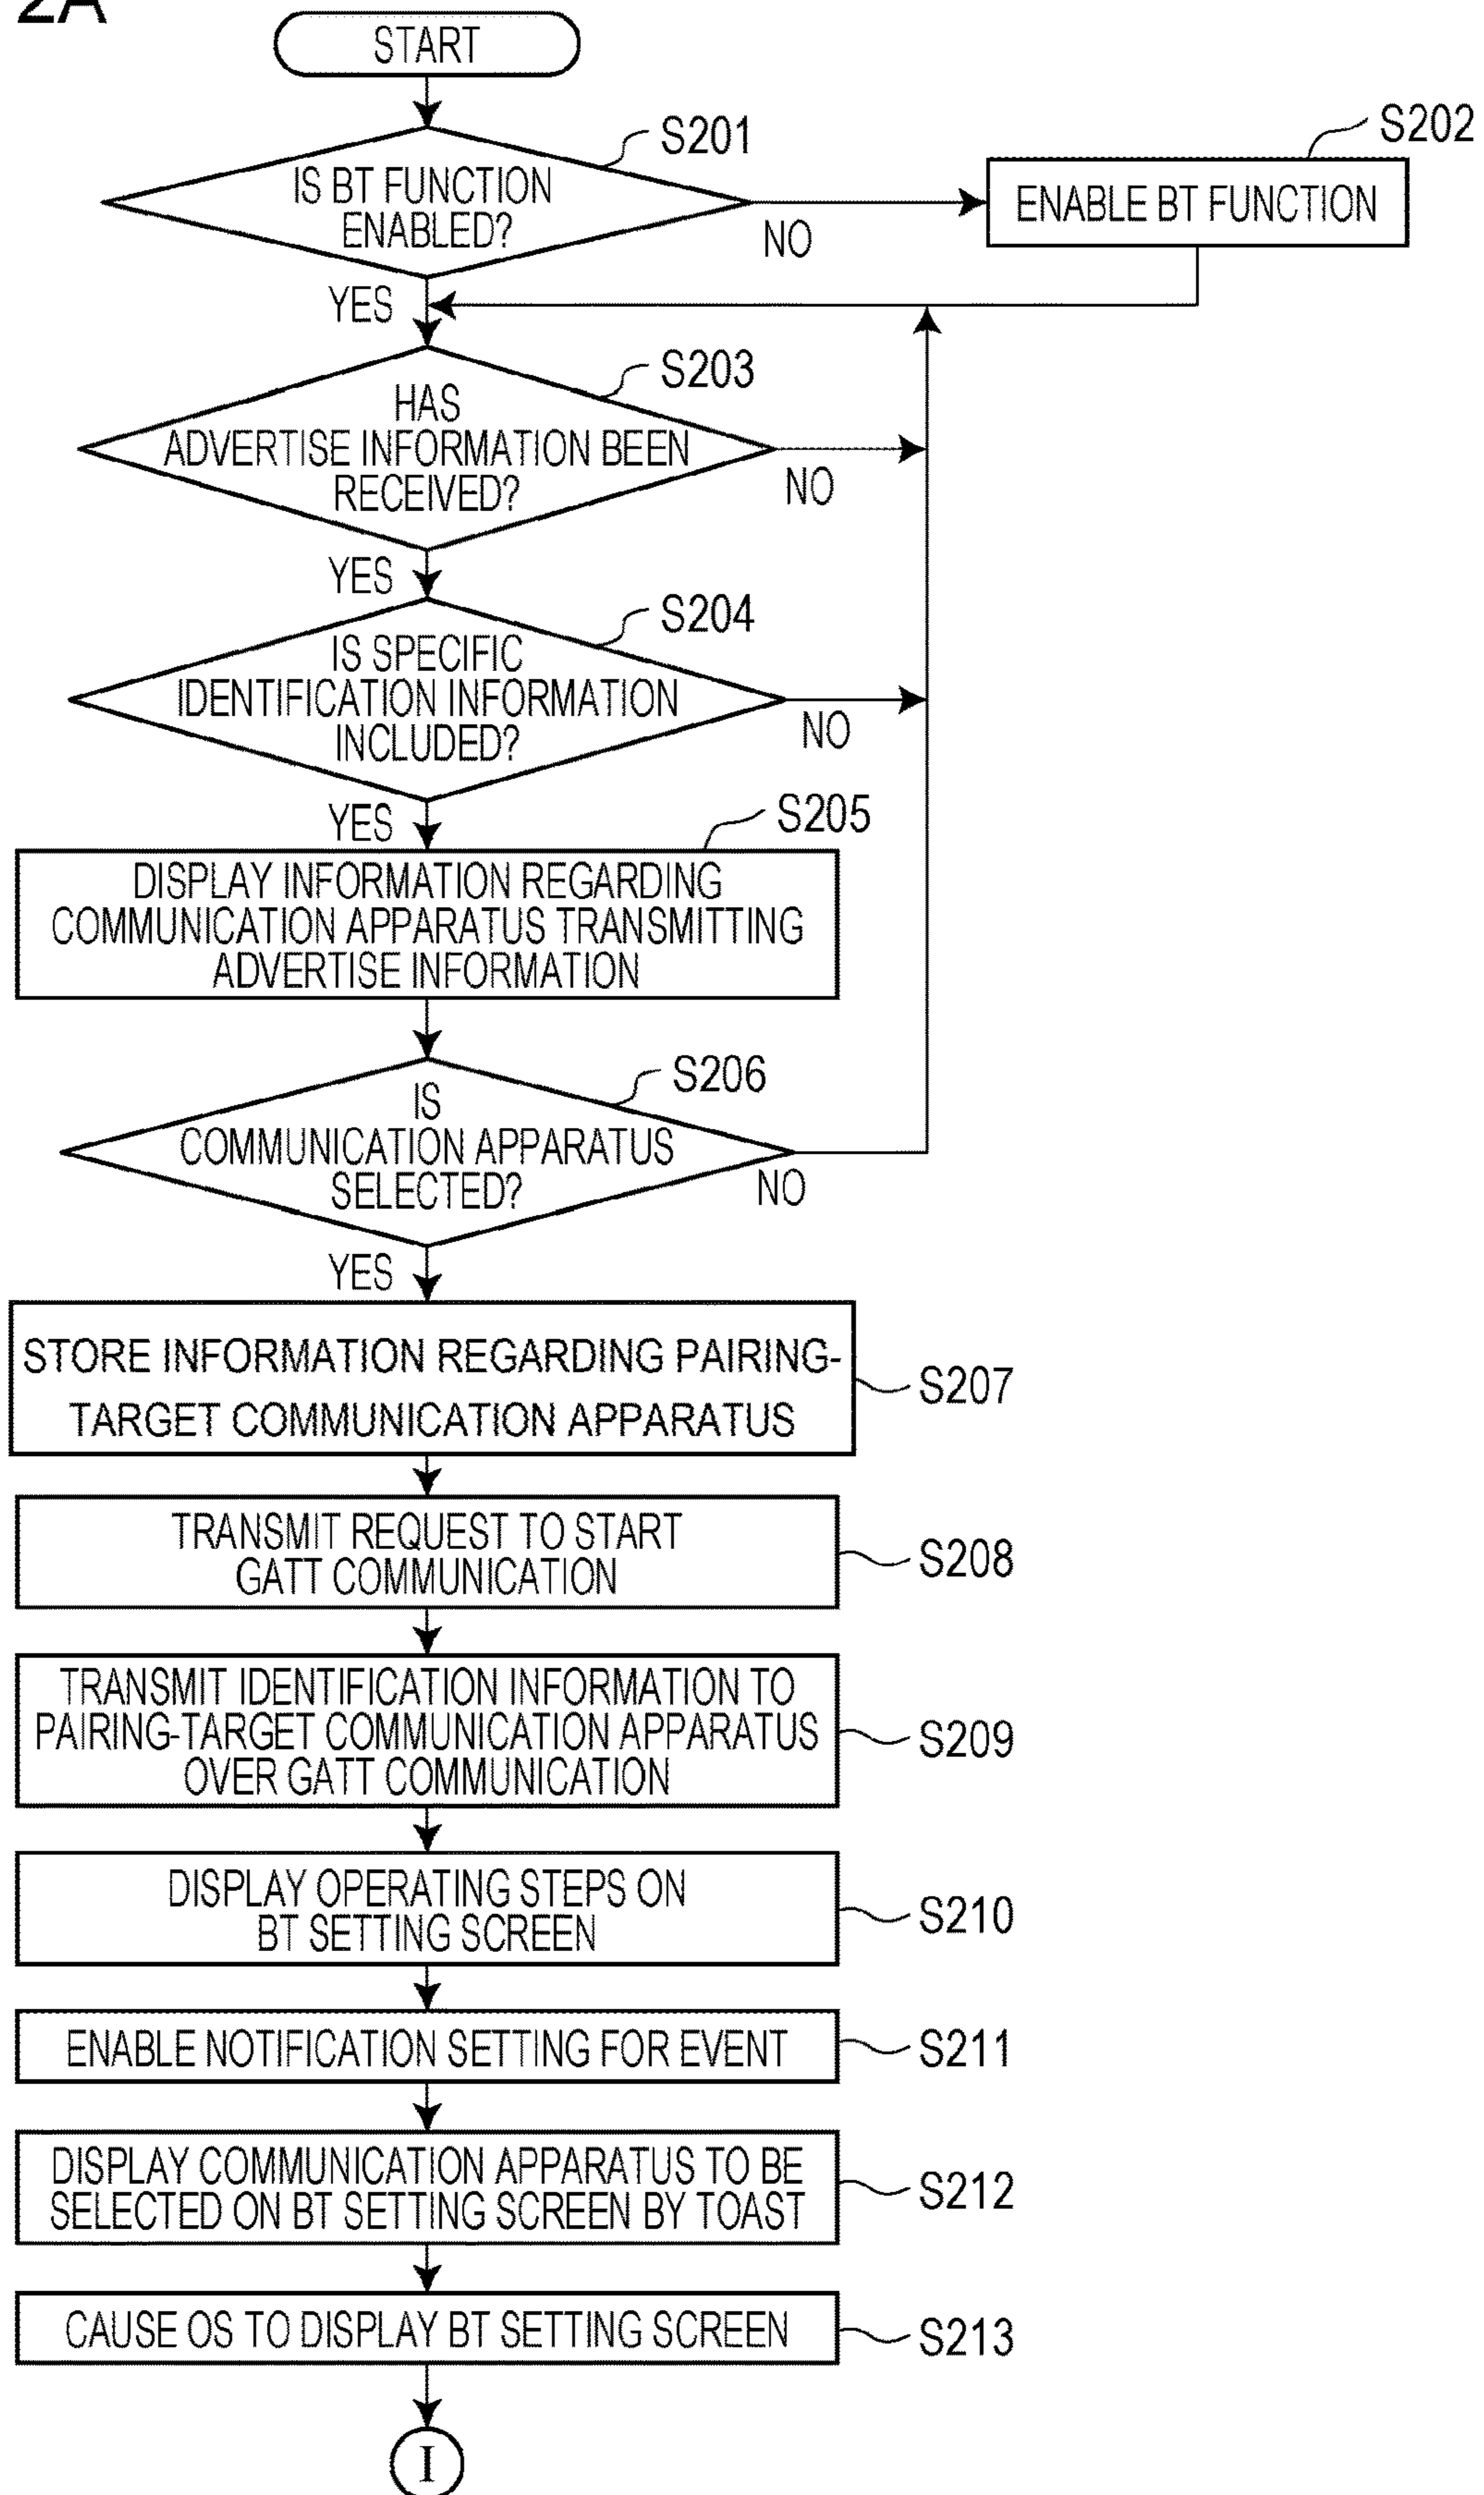 2A
START
S201
IS BT FUNCTION
ENABLED?
NO
S202
ENABLE BT FUNCTION
YES
S203
HAS
ADVERTISE INFORMATION BEEN
RECEIVED?
NO
YES
S204
IS SPECIFIC
IDENTIFICATION INFORMATION
INCLUDED?
NO
YES
S205
DISPLAY INFORMATION REGARDING
COMMUNICATION APPARATUS TRANSMITTING
ADVERTISE INFORMATION
S206
IS
COMMUNICATION APPARATUS
SELECTED?
NO
YES
STORE INFORMATION REGARDING PAIRING-
TARGET COMMUNICATION APPARATUS
S207
TRANSMIT REQUEST TO START
GATT COMMUNICATION
S208
TRANSMIT IDENTIFICATION INFORMATION TO
PAIRING-TARGET COMMUNICATION APPARATUS
OVER GATT COMMUNICATION
S209
DISPLAY OPERATING STEPS ON
BT SETTING SCREEN
S210
ENABLE NOTIFICATION SETTING FOR EVENT
S211
DISPLAY COMMUNICATION APPARATUS TO BE
SELECTED ON BT SETTING SCREEN BY TOAST
S212
CAUSE OS TO DISPLAY BT SETTING SCREEN
S213
I